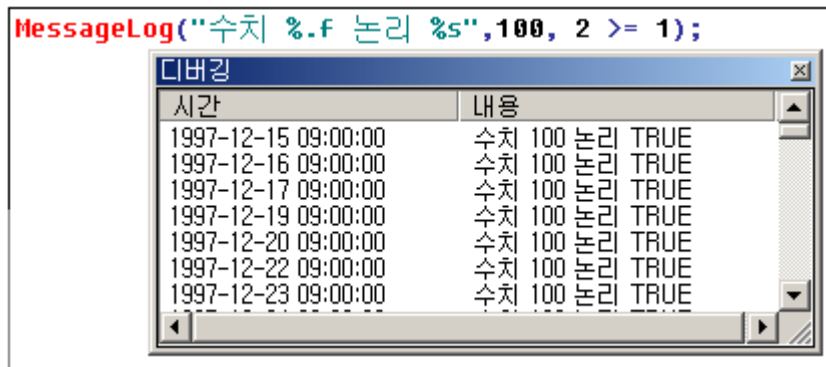 MessageLog("수치 %.f 논리 %s",100, 2 >= 1);
디버깅
시간 내용
1997-12-15 09:00:00 수치 100 논리 TRUE
1997-12-16 09:00:00 수치 100 논리 TRUE
1997-12-17 09:00:00 수치 100 논리 TRUE
1997-12-19 09:00:00 수치 100 논리 TRUE
1997-12-20 09:00:00 수치 100 논리 TRUE
1997-12-22 09:00:00 수치 100 논리 TRUE
1997-12-23 09:00:00 수치 100 논리 TRUE